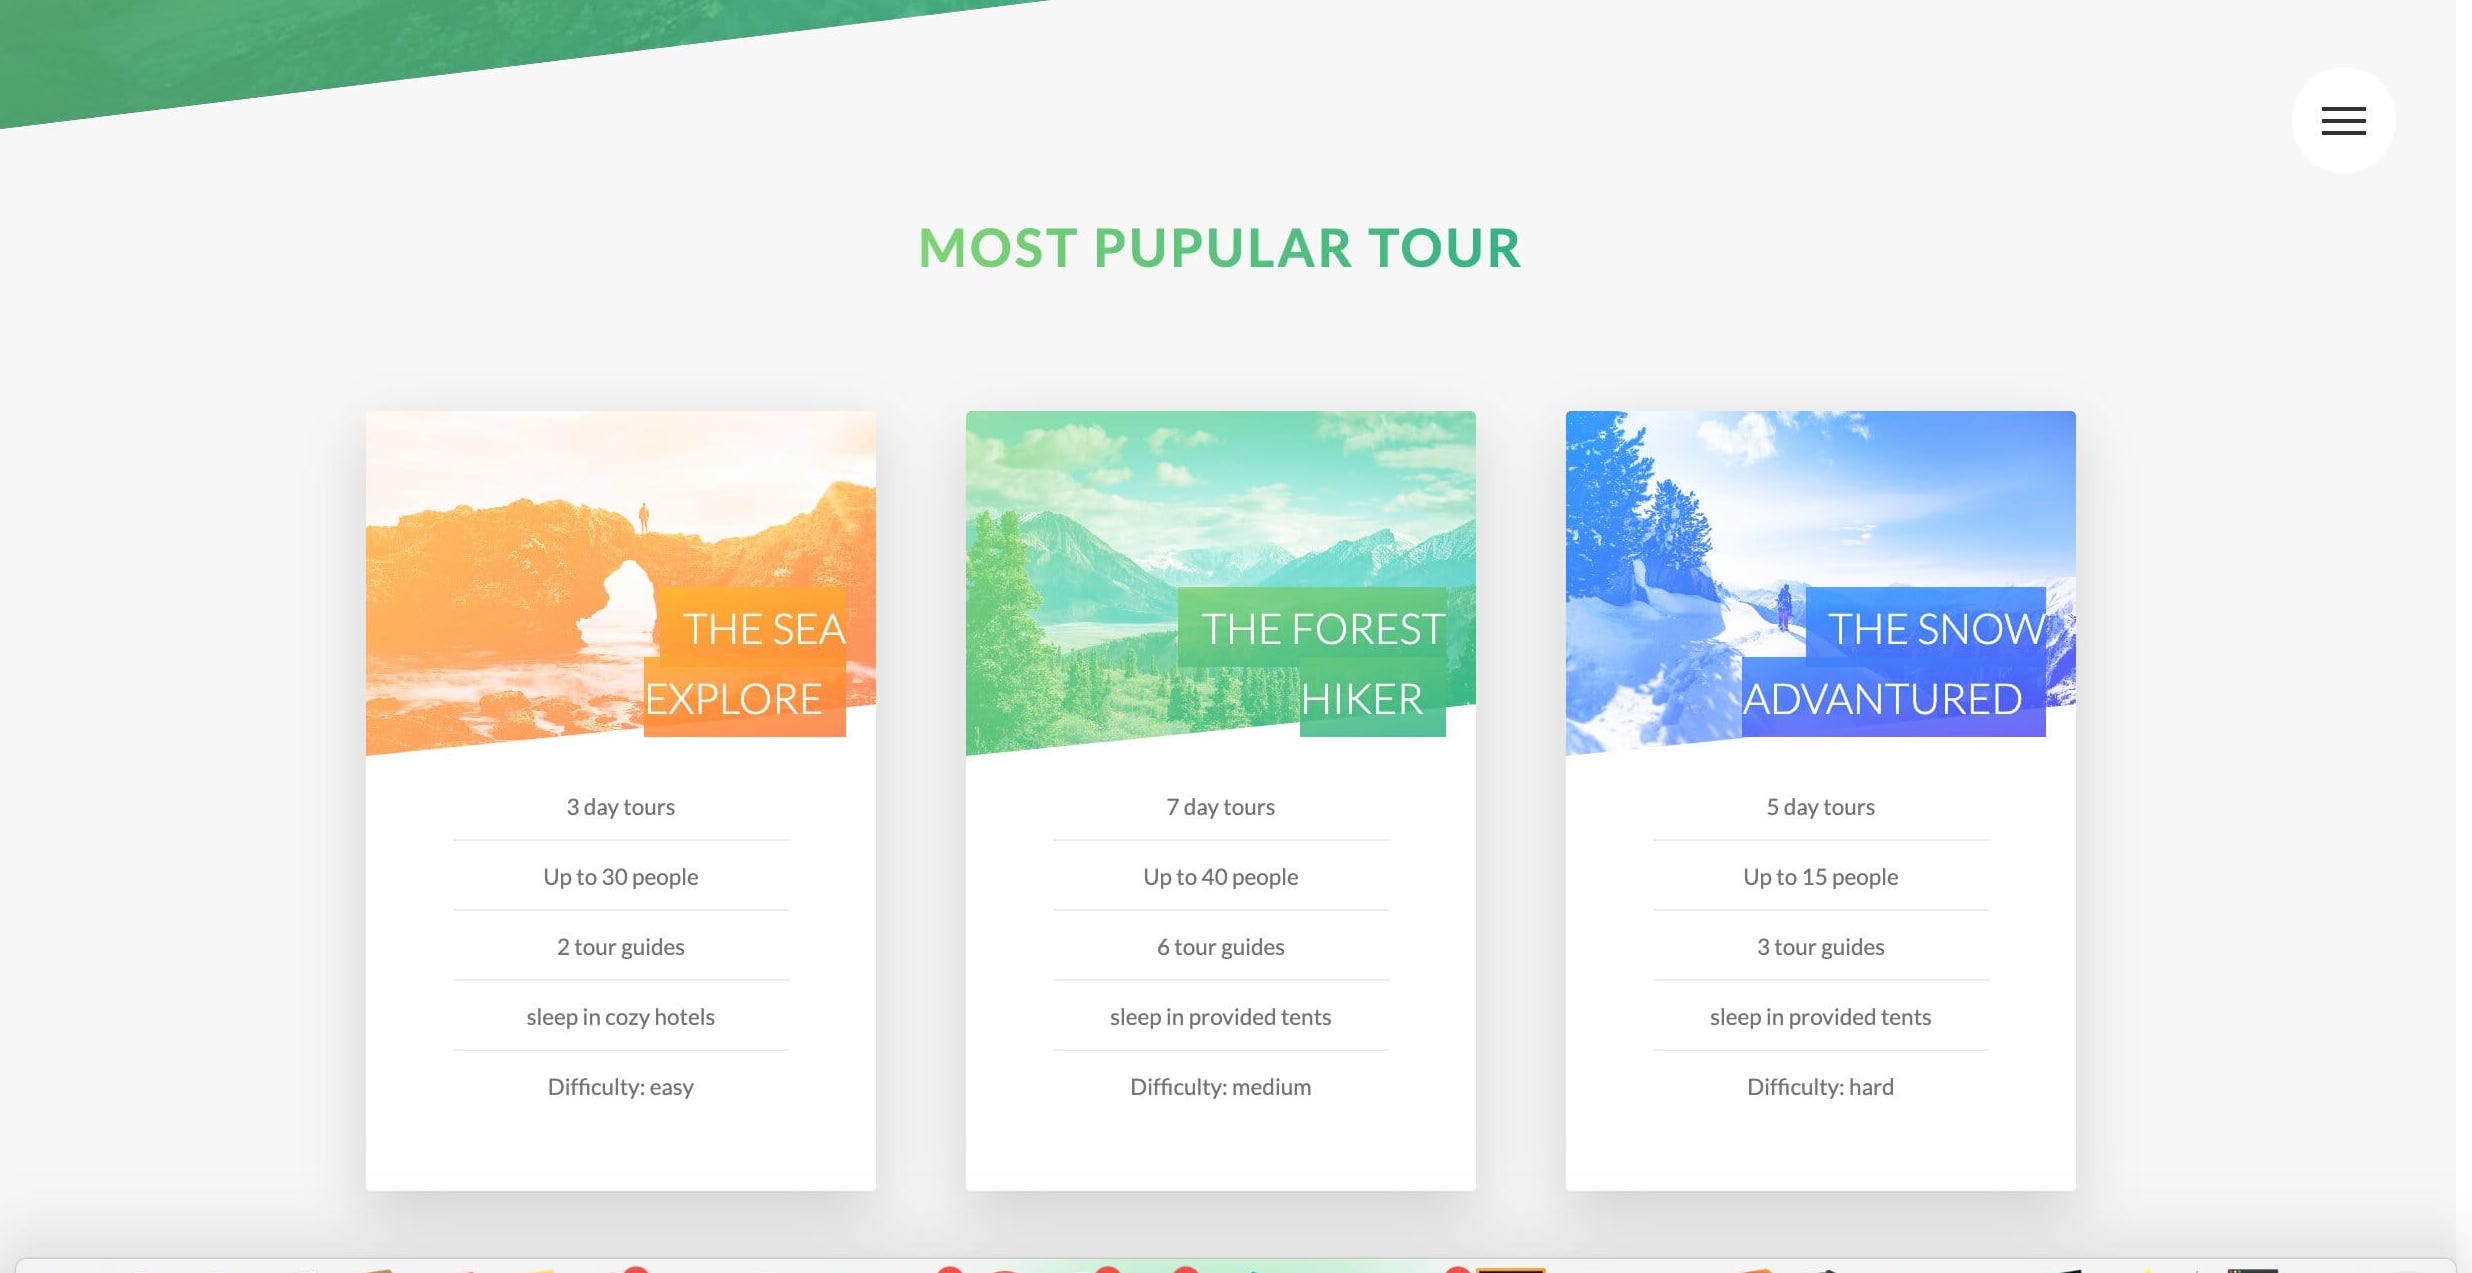 MOST PUPULAR TOUR
THE SEA
EXPLORE
3 day tours
Up to 30 people
2 tour guides
sleep in cozy hotels
Difficulty: easy
THE FOREST
HIKER
7 day tours
Up to 40 people
6 tour guides
sleep in provided tents
Difficulty: medium
THE SNOW
ADVANTURED
5 day tours
Up to 15 people
3 tour guides
sleep in provided tents
Difficulty: hard